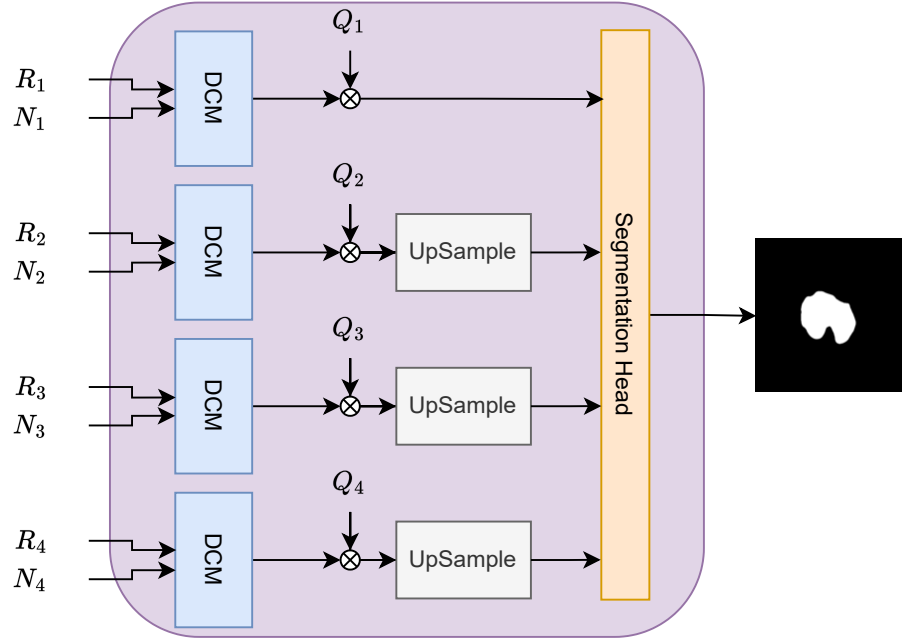 Q₁
R₁
N₁
DCM
Q₂
R₂
N₂
DCM
UpSample
Segmentation Head
Q₃
R₃
N₃
DCM
UpSample
Q₄
R₄
N₄
DCM
UpSample